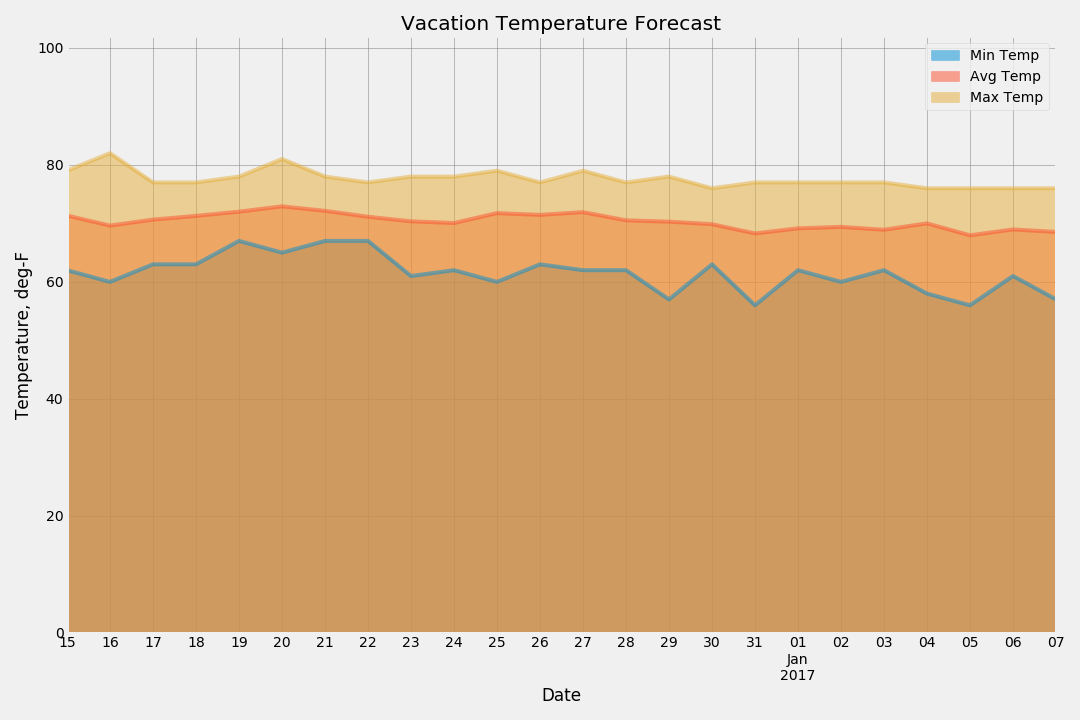 Vacation Temperature Forecast
Min Temp
Avg Temp
Max Temp
100
80
60
40
20
0
Temperature, deg-F
15 16 17 18 19 20 21 22 23 24 25 26 27 28 29 30 31 01 02 03 04 05 06 07
Jan
2017
Date